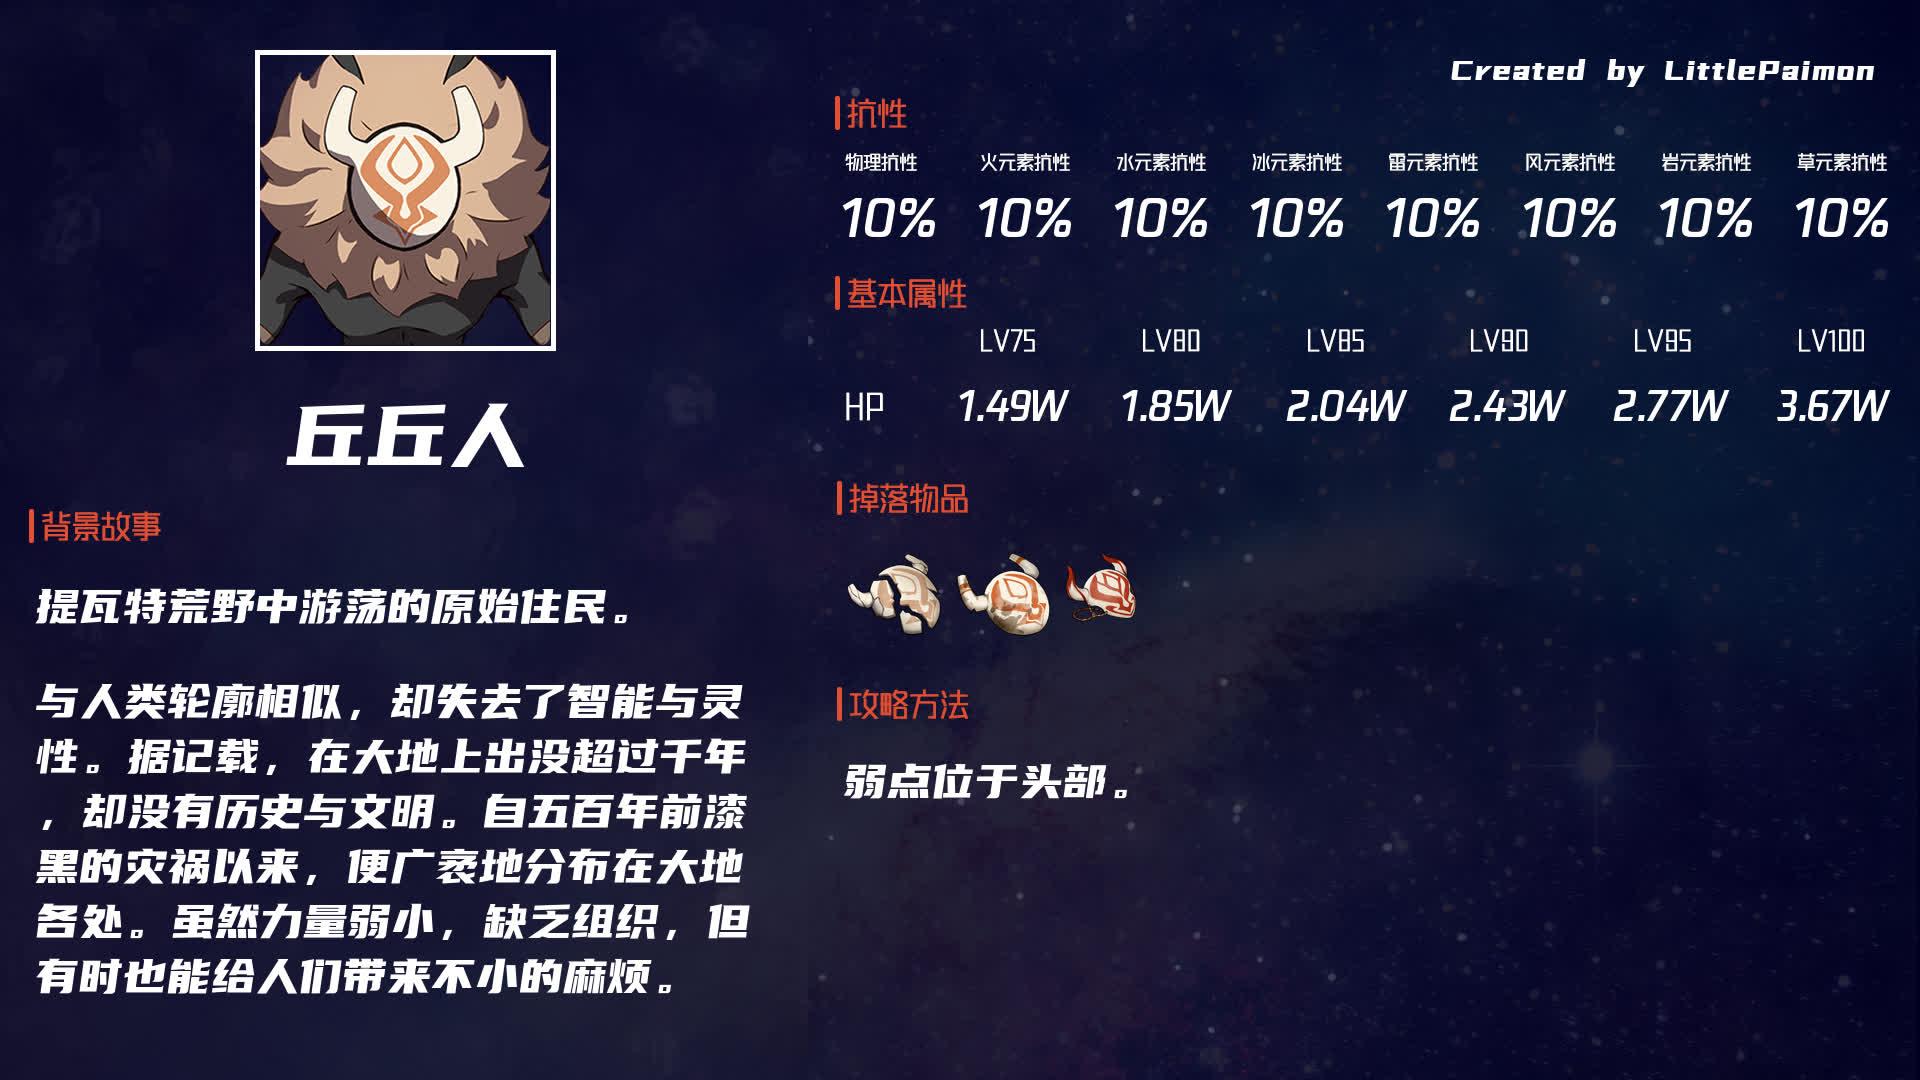 Created by LittlePaimon
丘丘人
背景故事
提瓦特荒野中游荡的原始住民。
与人类轮廓相似，却失去了智能与灵
性。据记载，在大地上出没超过千年
，却没有历史与文明。自五百年前漆
黑的灾祸以来，便广袤地分布在大地
各处。虽然力量弱小，缺乏组织，但
有时也能给人们带来不小的麻烦。
抗性
物理抗性 火元素抗性 水元素抗性 冰元素抗性 雷元素抗性 风元素抗性 岩元素抗性 草元素抗性
10% 10% 10% 10% 10% 10% 10% 10%
基本属性
LV75 LV80 LV85 LV90 LV95 LV100
HP 1.49W 1.85W 2.04W 2.43W 2.77W 3.67W
掉落物品
攻略方法
弱点位于头部。